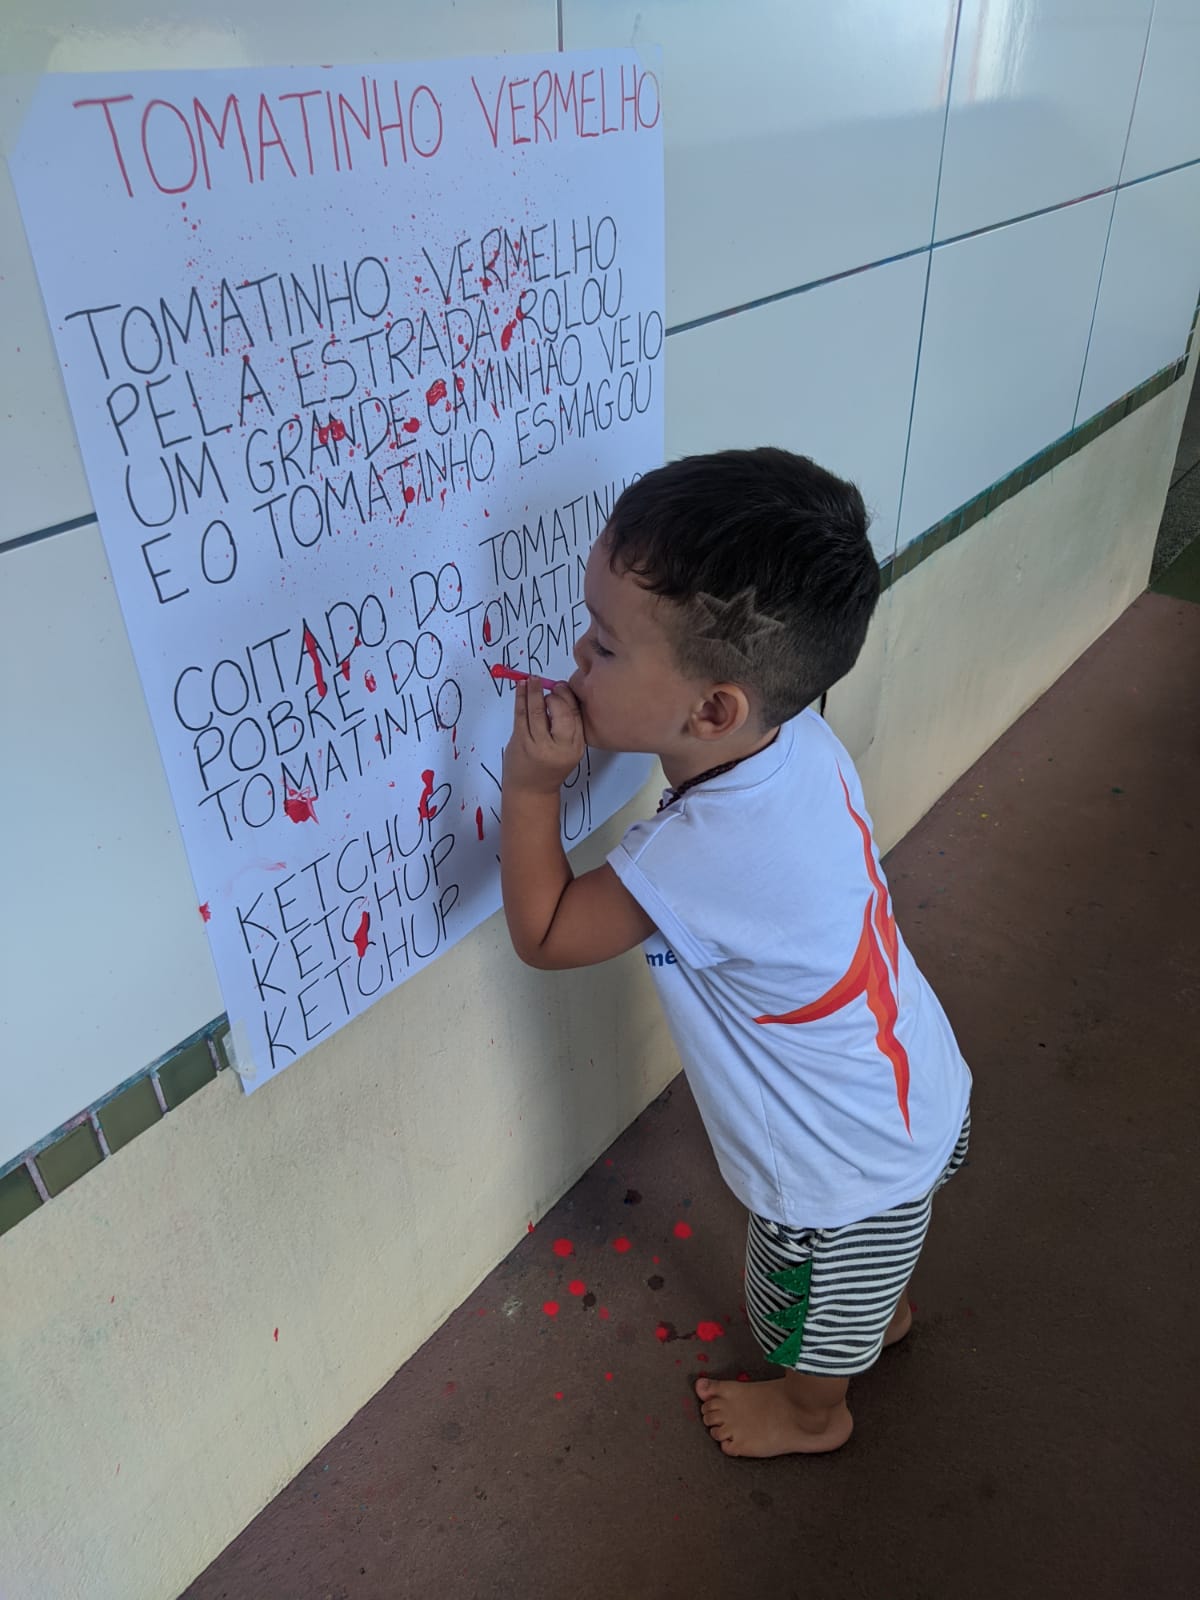 TOMATINHO VERMELHO
TOMATINHO VERMELHO
PELA ESTRADA ROLOU
UM GRANDE CAMINHÃO VEIO
E O TOMATINHO ESMAGOU
COITADO DO TOMATINHO
POBRE DO
TOMATINHO
KETCHUP
KETCHUP
KETCHUP